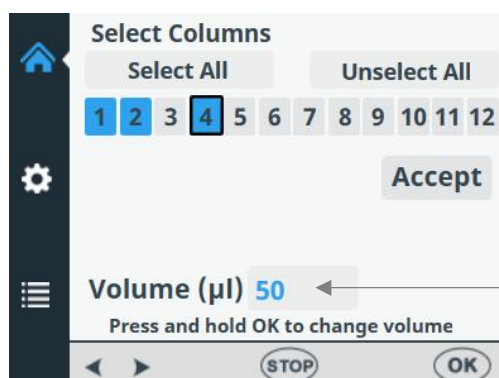 Select Columns
Select All Unselect All
1 2 3 4 5 6 7 8 9 10 11 12
Accept
Volume (µl) 50
Press and hold OK to change volume
STOP OK